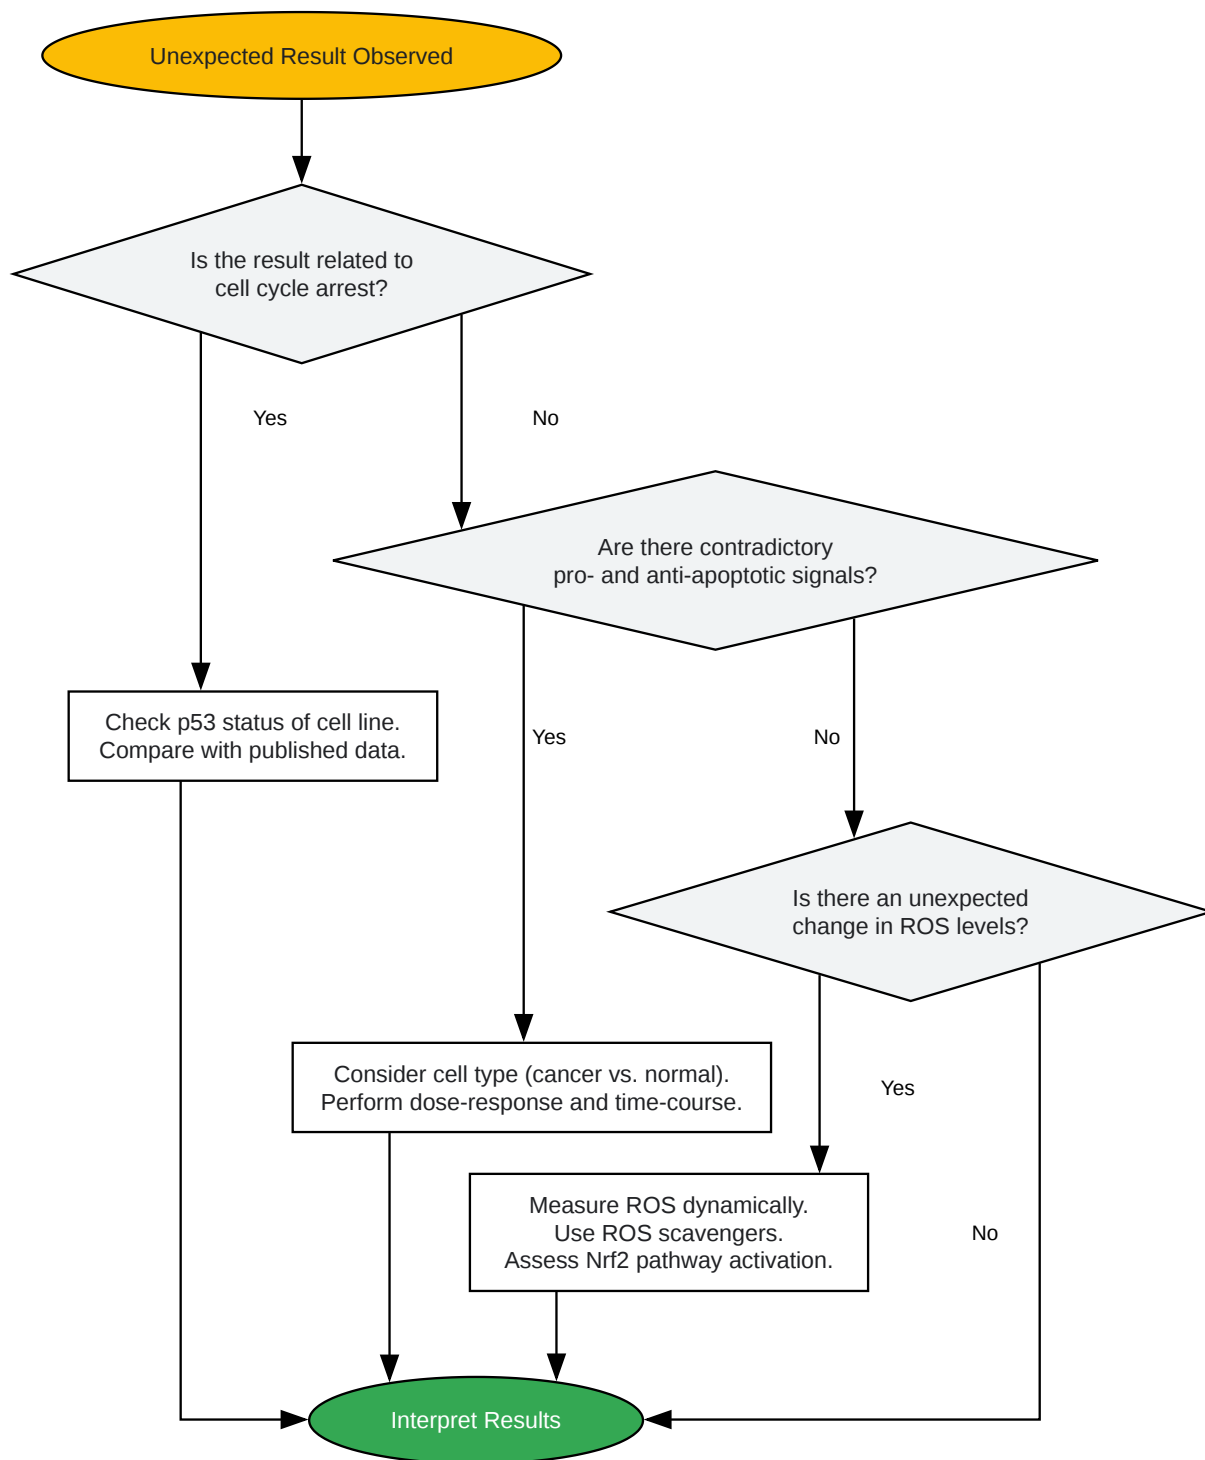 Unexpected Result Observed
Is the result related to
cell cycle arrest?
Yes
No
Are there contradictory
pro- and anti-apoptotic signals?
Check p53 status of cell line.
Compare with published data.
Yes
No
Is there an unexpected
change in ROS levels?
Consider cell type (cancer vs. normal).
Perform dose-response and time-course.
Yes
Measure ROS dynamically.
Use ROS scavengers.
Assess Nrf2 pathway activation.
No
Interpret Results